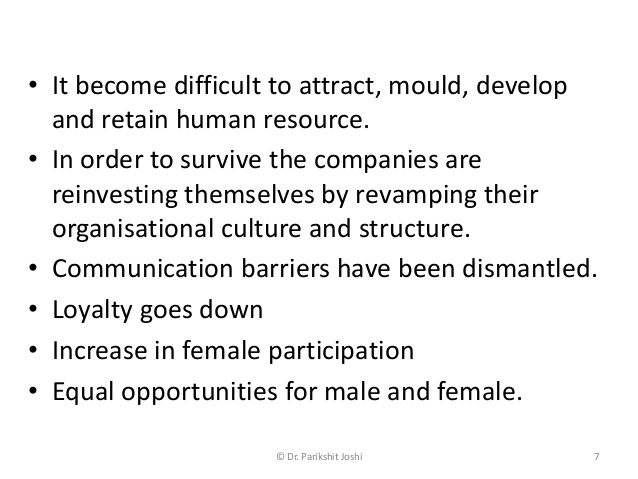 • It become difficult to attract, mould, develop
and retain human resource.
• In order to survive the companies are
reinvesting themselves by revamping their
organisational culture and structure.
• Communication barriers have been dismantled.
• Loyalty goes down
• Increase in female participation
• Equal opportunities for male and female.
© Dr. Parikshit Joshi 7